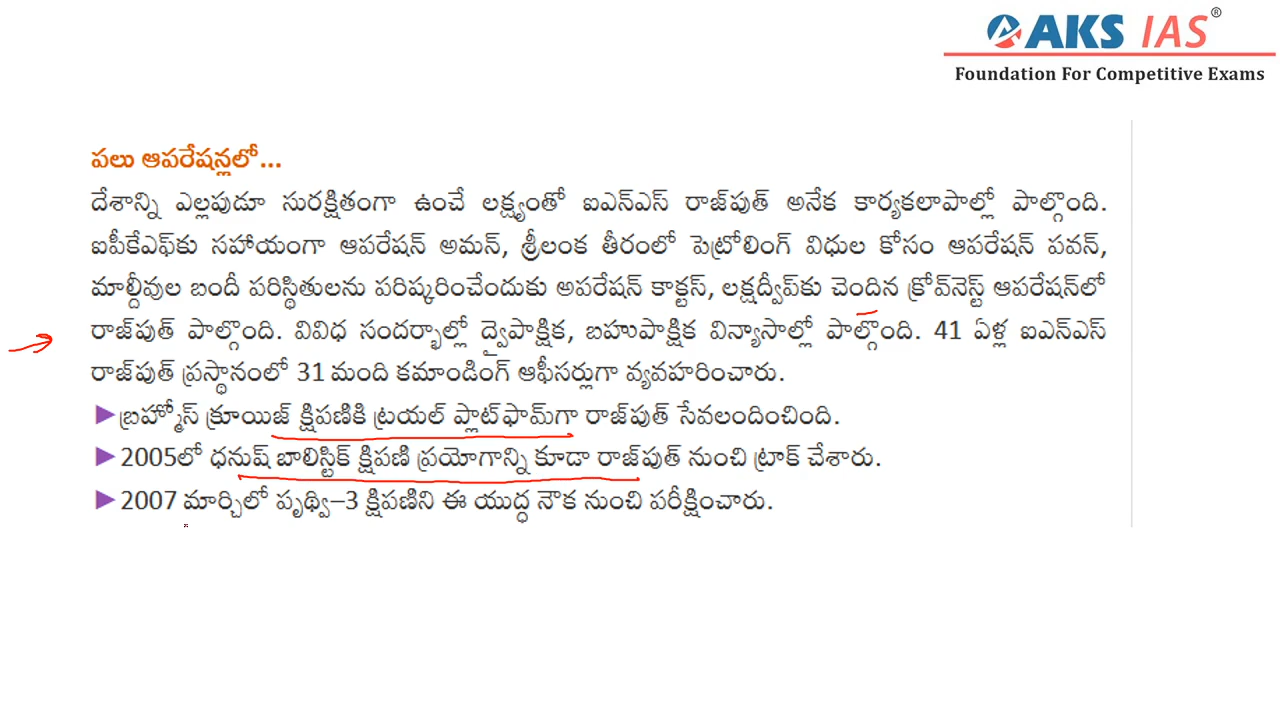 AKS IAS®
Foundation For Competitive Exams
పలు ఆపరేషన్లలో...
దేశాన్ని ఎల్లపుడూ సురక్షితంగా ఉంచే లక్ష్యంతో ఐఎన్ఎస్ రాజ్‌పుత్ అనేక కార్యకలాపాల్లో పాల్గొంది.
ఐపీకేఎఫ్‌కు సహాయంగా ఆపరేషన్ అమన్, శ్రీలంక తీరంలో పెట్రోలింగ్ విధుల కోసం ఆపరేషన్ పవన్,
మాల్దీవుల బందీ పరిస్థితులను పరిష్కరించేందుకు అపరేషన్ కాక్టస్, లక్షద్వీప్‌కు చెందిన క్రోవ్‌నెస్ట్ ఆపరేషన్‌లో
రాజ్‌పుత్ పాల్గొంది. వివిధ సందర్భాల్లో ద్వైపాక్షిక, బహుపాక్షిక విన్యాసాల్లో పాల్గొంది. 41 ఏళ్ల ఐఎన్ఎస్
రాజ్‌పుత్ ప్రస్థానంలో 31 మంది కమాండింగ్ ఆఫీసర్లుగా వ్యవహరించారు.
►బ్రహ్మోస్ క్రూయిజ్ క్షిపణికి ట్రయల్ ప్లాట్‌ఫామ్‌గా రాజ్‌పుత్ సేవలందించింది.
►2005లో ధనుష్ బాలిస్టిక్ క్షిపణి ప్రయోగాన్ని కూడా రాజ్‌పుత్ నుంచి ట్రాక్ చేశారు.
►2007 మార్చిలో పృథ్వి–3 క్షిపణిని ఈ యుద్ధ నౌక నుంచి పరీక్షించారు.